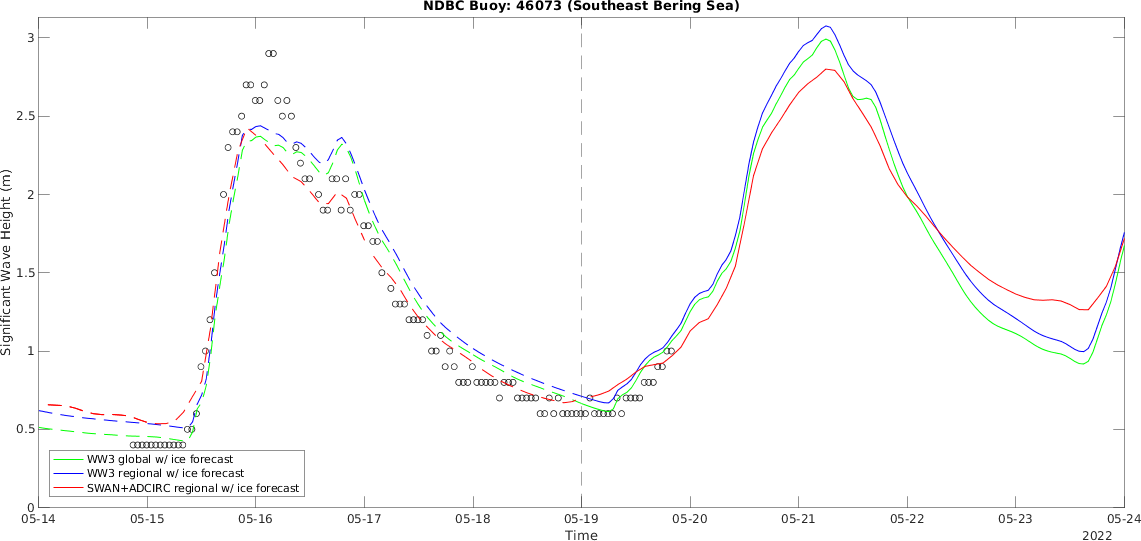 NDBC Buoy: 46073 (Southeast Bering Sea)
3
2.5
2
1.5
1
0.5
0
Significant Wave Height (m)
WW3 global w/ ice forecast
WW3 regional w/ ice forecast
SWAN+ADCIRC regional w/ ice forecast
05-14 05-15 05-16 05-17 05-18 05-19 05-20 05-21 05-22 05-23 05-24
Time
2022